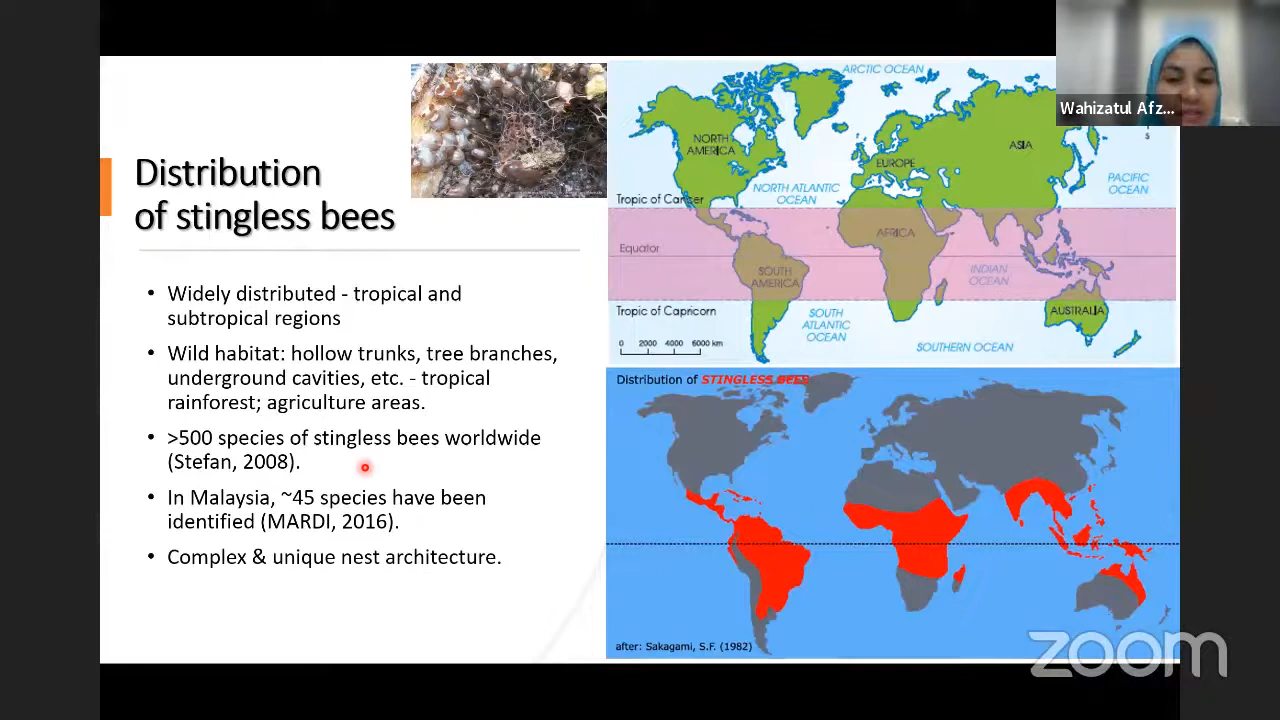 Distribution
of stingless bees
• Widely distributed - tropical and
subtropical regions
• Wild habitat: hollow trunks, tree branches,
underground cavities, etc. - tropical
rainforest; agriculture areas.
• >500 species of stingless bees worldwide
(Stefan, 2008).
• In Malaysia, ~45 species have been
identified (MARDI, 2016).
• Complex & unique nest architecture.
ARCTIC OCEAN
NORTH
AMERICA
EUROPE
ASIA
NORTH ATLANTIC
OCEAN
PACIFIC
OCEAN
Tropic of Cancer
AFRICA
Equator
SOUTH
AMERICA
INDIAN
OCEAN
Tropic of Capricorn
SOUTH
ATLANTIC
OCEAN
AUSTRALIA
0 2000 4000 6000 km
SOUTHERN OCEAN
Distribution of STINGLESS BEES
after: Sakagami, S.F. (1982)
Wahizatul Afz...
zoom